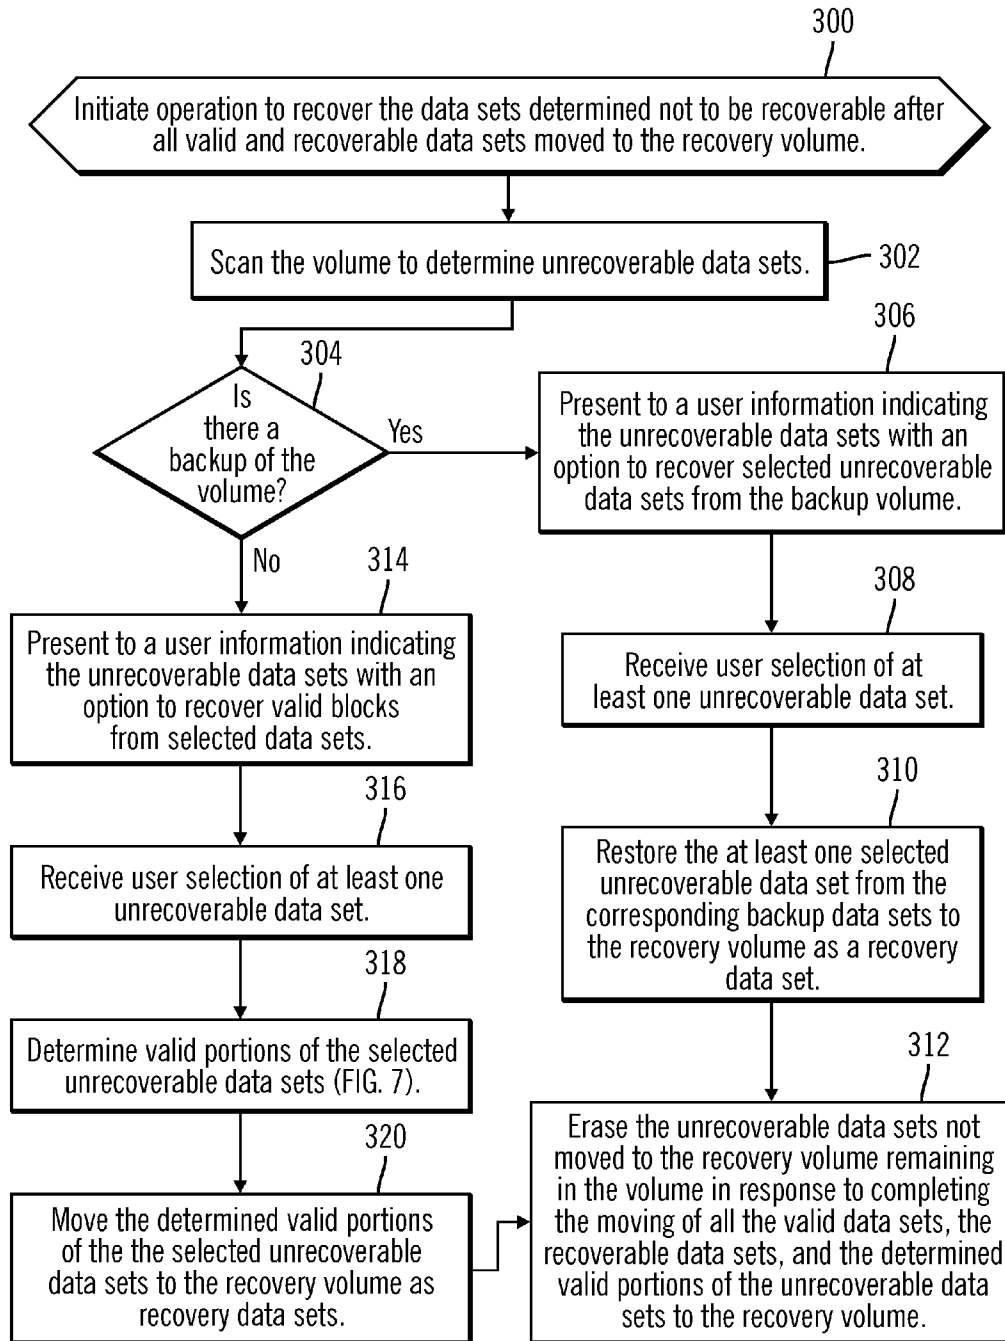 300
Initiate operation to recover the data sets determined not to be recoverable after
all valid and recoverable data sets moved to the recovery volume.
Scan the volume to determine unrecoverable data sets.
302
304
Is
there a
backup of the
volume?
Yes
No
306
Present to a user information indicating
the unrecoverable data sets with an
option to recover selected unrecoverable
data sets from the backup volume.
308
Receive user selection of at
least one unrecoverable data set.
310
Restore the at least one selected
unrecoverable data set from the
corresponding backup data sets to
the recovery volume as a recovery
data set.
312
Erase the unrecoverable data sets not
moved to the recovery volume remaining
in the volume in response to completing
the moving of all the valid data sets, the
recoverable data sets, and the determined
valid portions of the unrecoverable data
sets to the recovery volume.
314
Present to a user information indicating
the unrecoverable data sets with an
option to recover valid blocks
from selected data sets.
316
Receive user selection of at least one
unrecoverable data set.
318
Determine valid portions of the selected
unrecoverable data sets (FIG. 7).
320
Move the determined valid portions
of the the selected unrecoverable
data sets to the recovery volume as
recovery data sets.